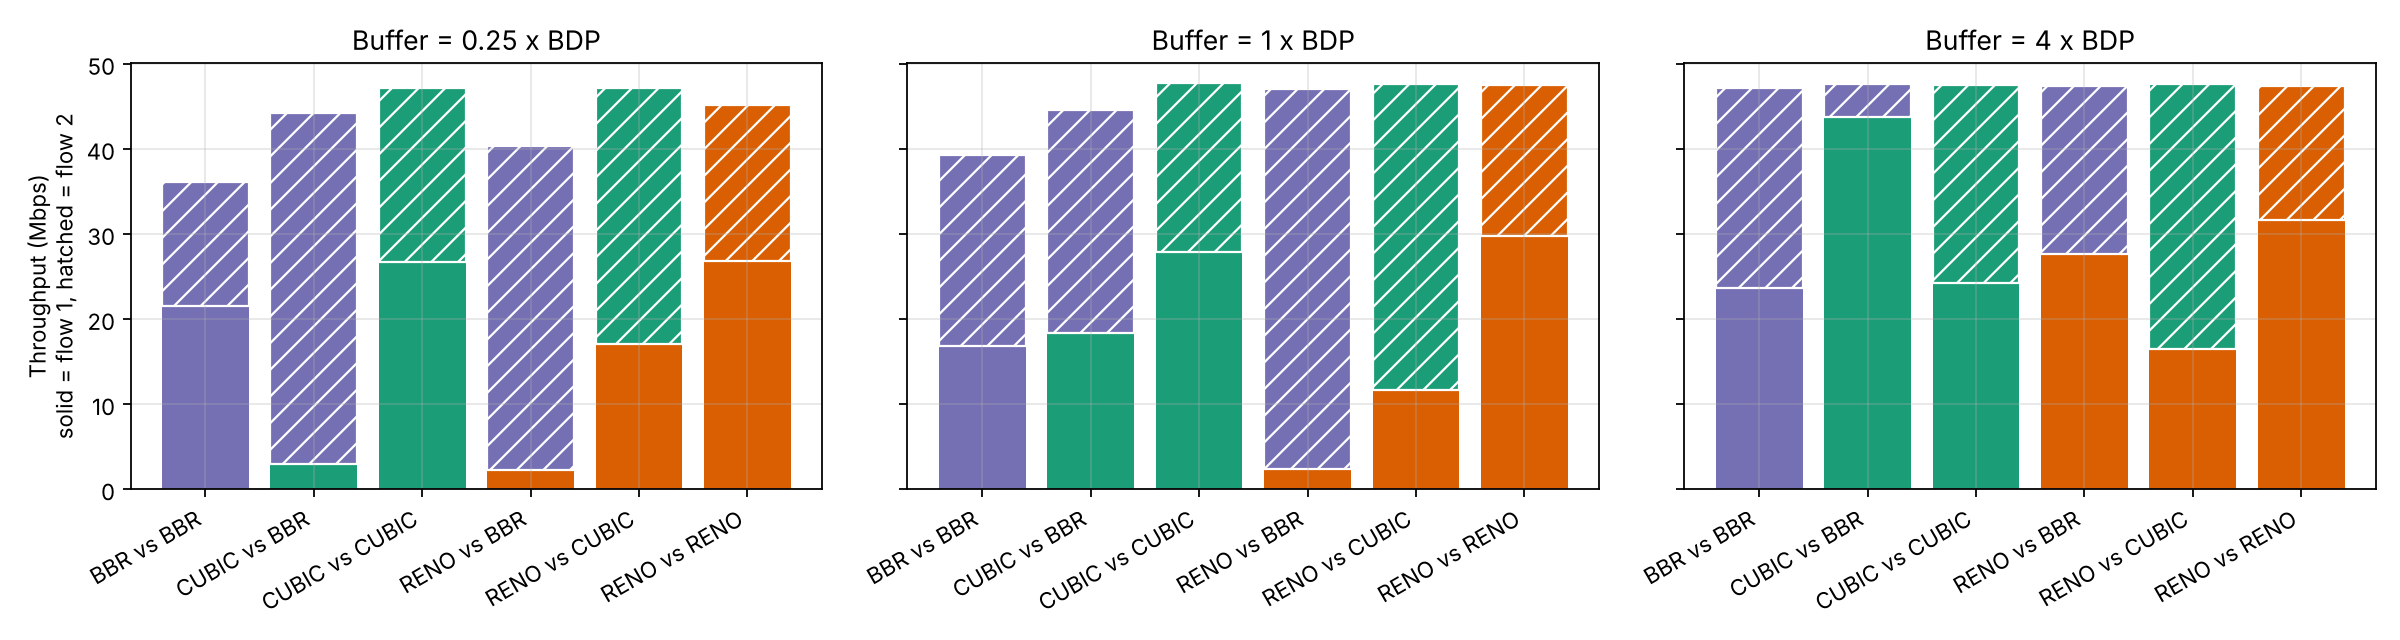 Buffer = 0.25 x BDP
Throughput (Mbps)
solid = flow 1, hatched = flow 2
50
40
30
20
10
0
BBR vs BBR
CUBIC vs BBR
CUBIC vs CUBIC
RENO vs BBR
RENO vs CUBIC
RENO vs RENO
Buffer = 1 x BDP
BBR vs BBR
CUBIC vs BBR
CUBIC vs CUBIC
RENO vs BBR
RENO vs CUBIC
RENO vs RENO
Buffer = 4 x BDP
BBR vs BBR
CUBIC vs BBR
CUBIC vs CUBIC
RENO vs BBR
RENO vs CUBIC
RENO vs RENO